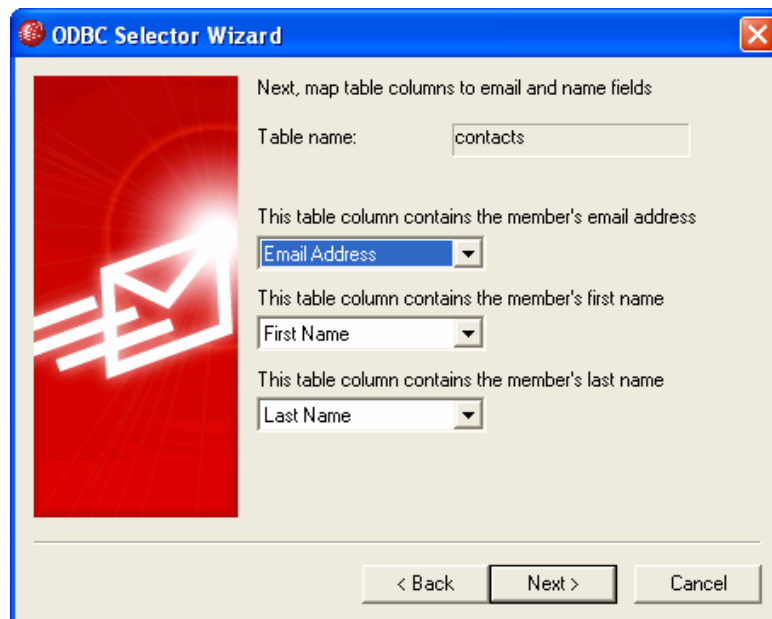 ODBC Selector Wizard
Next, map table columns to email and name fields
Table name: contacts
This table column contains the member's email address
Email Address
This table column contains the member's first name
First Name
This table column contains the member's last name
Last Name
< Back Next > Cancel